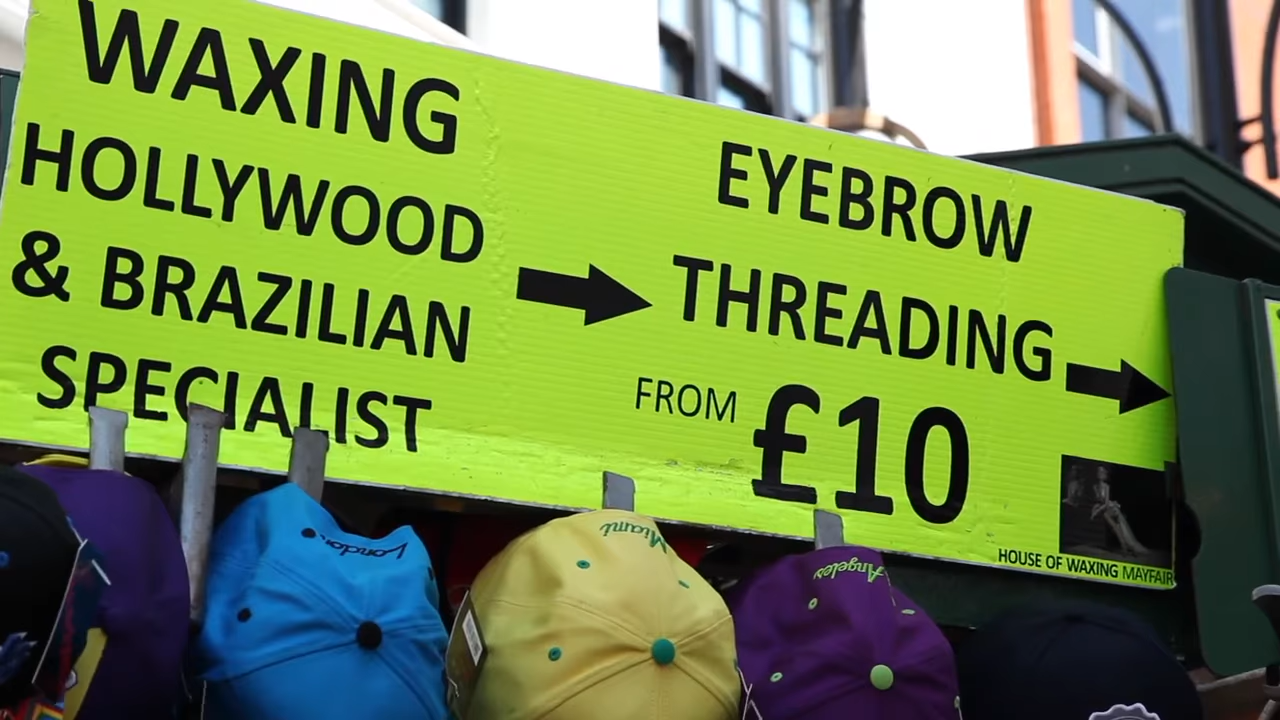 WAXING
HOLLYWOOD
& BRAZILIAN
SPECIALIST
EYEBROW
THREADING
FROM £10
HOUSE OF WAXING MAYFAIR
London
Miami
Angeles